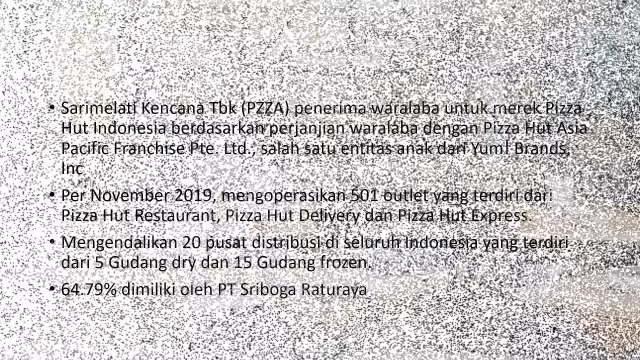 • Sarimelati Kencana Tbk (PZZA) penerima waralaba untuk merek Pizza
Hut Indonesia berdasarkan perjanjian waralaba dengan Pizza Hut Asia
Pacific Franchise Pte. Ltd., salah satu entitas anak dari Yum! Brands,
Inc.
• Per November 2019, mengoperasikan 501 outlet yang terdiri dari
Pizza Hut Restaurant, Pizza Hut Delivery dan Pizza Hut Express.
• Mengendalikan 20 pusat distribusi di seluruh Indonesia yang terdiri
dari 5 Gudang dry dan 15 Gudang frozen.
• 64.79% dimiliki oleh PT Sriboga Raturaya